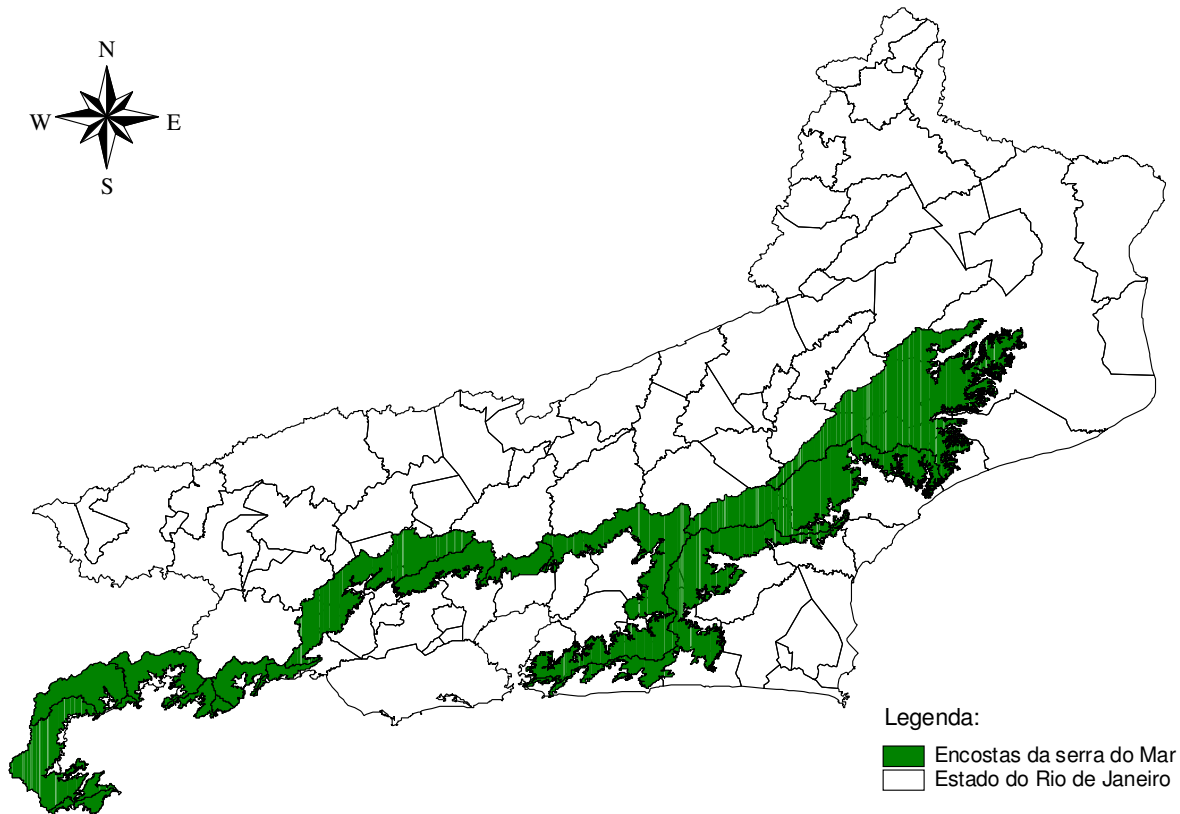 N
W E
S
Legenda:
Encostas da serra do Mar
Estado do Rio de Janeiro